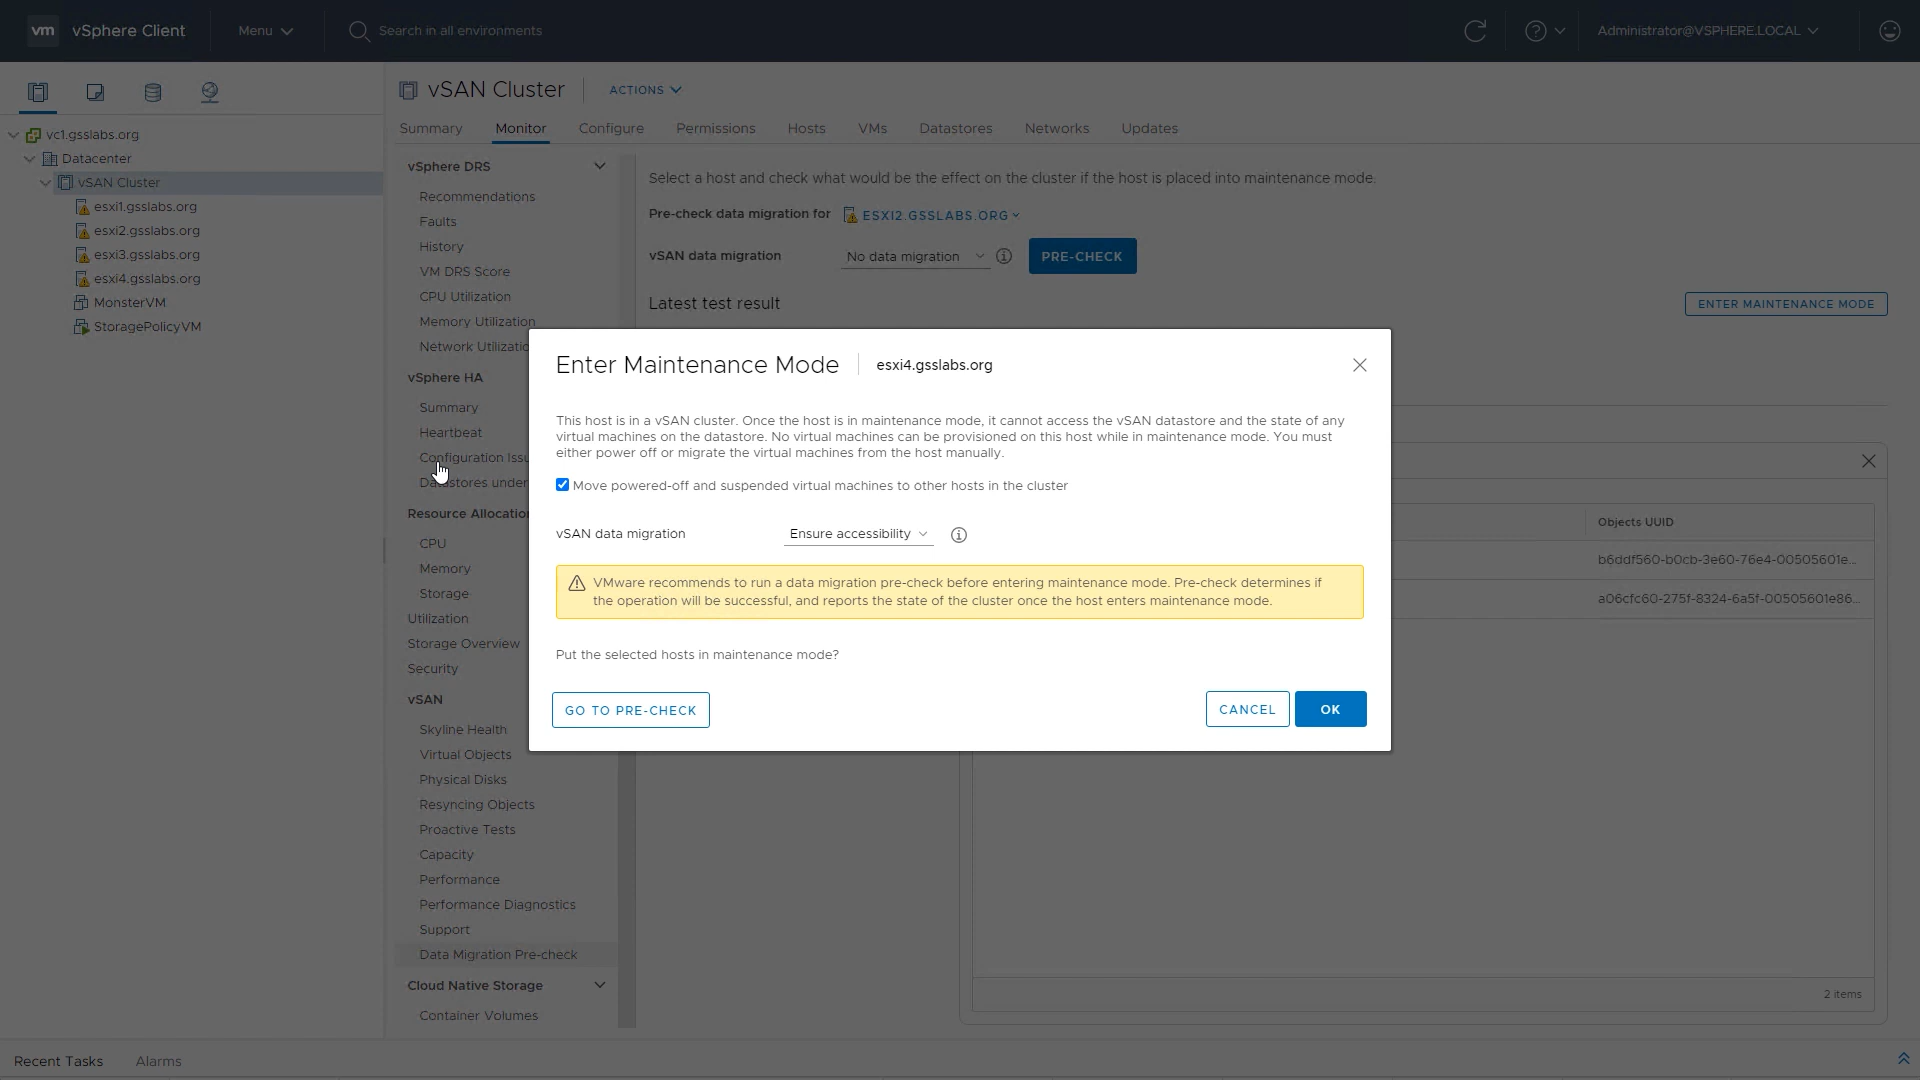 vm vSphere Client Menu Search in all environments Administrator@VSPHERE.LOCAL
vSAN Cluster ACTIONS
Summary Monitor Configure Permissions Hosts VMs Datastores Networks Updates
vc1.gsslabs.org
Datacenter
vSAN Cluster
esxi1.gsslabs.org
esxi2.gsslabs.org
esxi3.gsslabs.org
esxi4.gsslabs.org
MonsterVM
StoragePolicyVM
vSphere DRS
Recommendations
Faults
History
VM DRS Score
CPU Utilization
Memory Utilization
Network Utilizatio
vSphere HA
Summary
Heartbeat
Configuration Issu
Datastores under
Resource Allocation
CPU
Memory
Storage
Utilization
Storage Overview
Security
vSAN
Skyline Health
Virtual Objects
Physical Disks
Resyncing Objects
Proactive Tests
Capacity
Performance
Performance Diagnostics
Support
Data Migration Pre-check
Cloud Native Storage
Container Volumes
Select a host and check what would be the effect on the cluster if the host is placed into maintenance mode.
Pre-check data migration for ESXI2.GSSLABS.ORG
vSAN data migration No data migration PRE-CHECK
Latest test result ENTER MAINTENANCE MODE
Enter Maintenance Mode esxi4.gsslabs.org
This host is in a vSAN cluster. Once the host is in maintenance mode, it cannot access the vSAN datastore and the state of any
virtual machines on the datastore. No virtual machines can be provisioned on this host while in maintenance mode. You must
either power off or migrate the virtual machines from the host manually.
Move powered-off and suspended virtual machines to other hosts in the cluster
vSAN data migration Ensure accessibility
VMware recommends to run a data migration pre-check before entering maintenance mode. Pre-check determines if
the operation will be successful, and reports the state of the cluster once the host enters maintenance mode.
Put the selected hosts in maintenance mode?
GO TO PRE-CHECK CANCEL OK
Objects UUID
b6ddf560-b0cb-3e60-76e4-00505601e...
a06cfc60-275f-8324-6a5f-00505601e86...
2 items
Recent Tasks Alarms